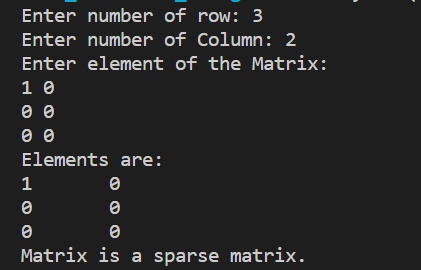 Enter number of row: 3
Enter number of Column: 2
Enter element of the Matrix:
1 0
0 0
0 0
Elements are:
1 0
0 0
0 0
Matrix is a sparse matrix.